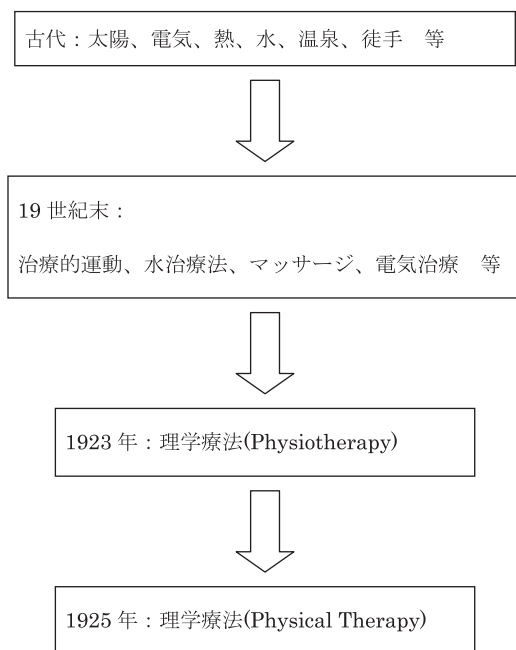 古代：太陽、電気、熱、水、温泉、徒手　等
19 世紀末：
治療的運動、水治療法、マッサージ、電気治療　等
1923 年：理学療法(Physiotherapy)
1925 年：理学療法(Physical Therapy)